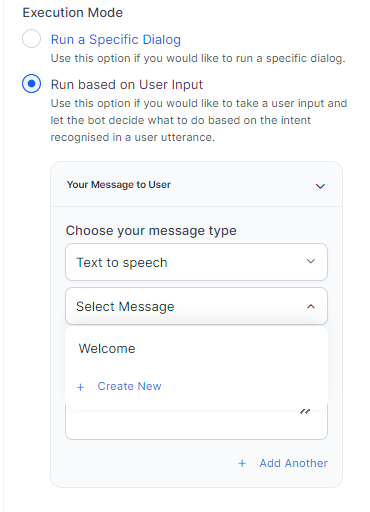 Execution Mode
Run a Specific Dialog
Use this option if you would like to run a specific dialog.
Run based on User Input
Use this option if you would like to take a user input and
let the bot decide what to do based on the intent
recognised in a user utterance.
Your Message to User
Choose your message type
Text to speech
Select Message
Welcome
+ Create New
+ Add Another